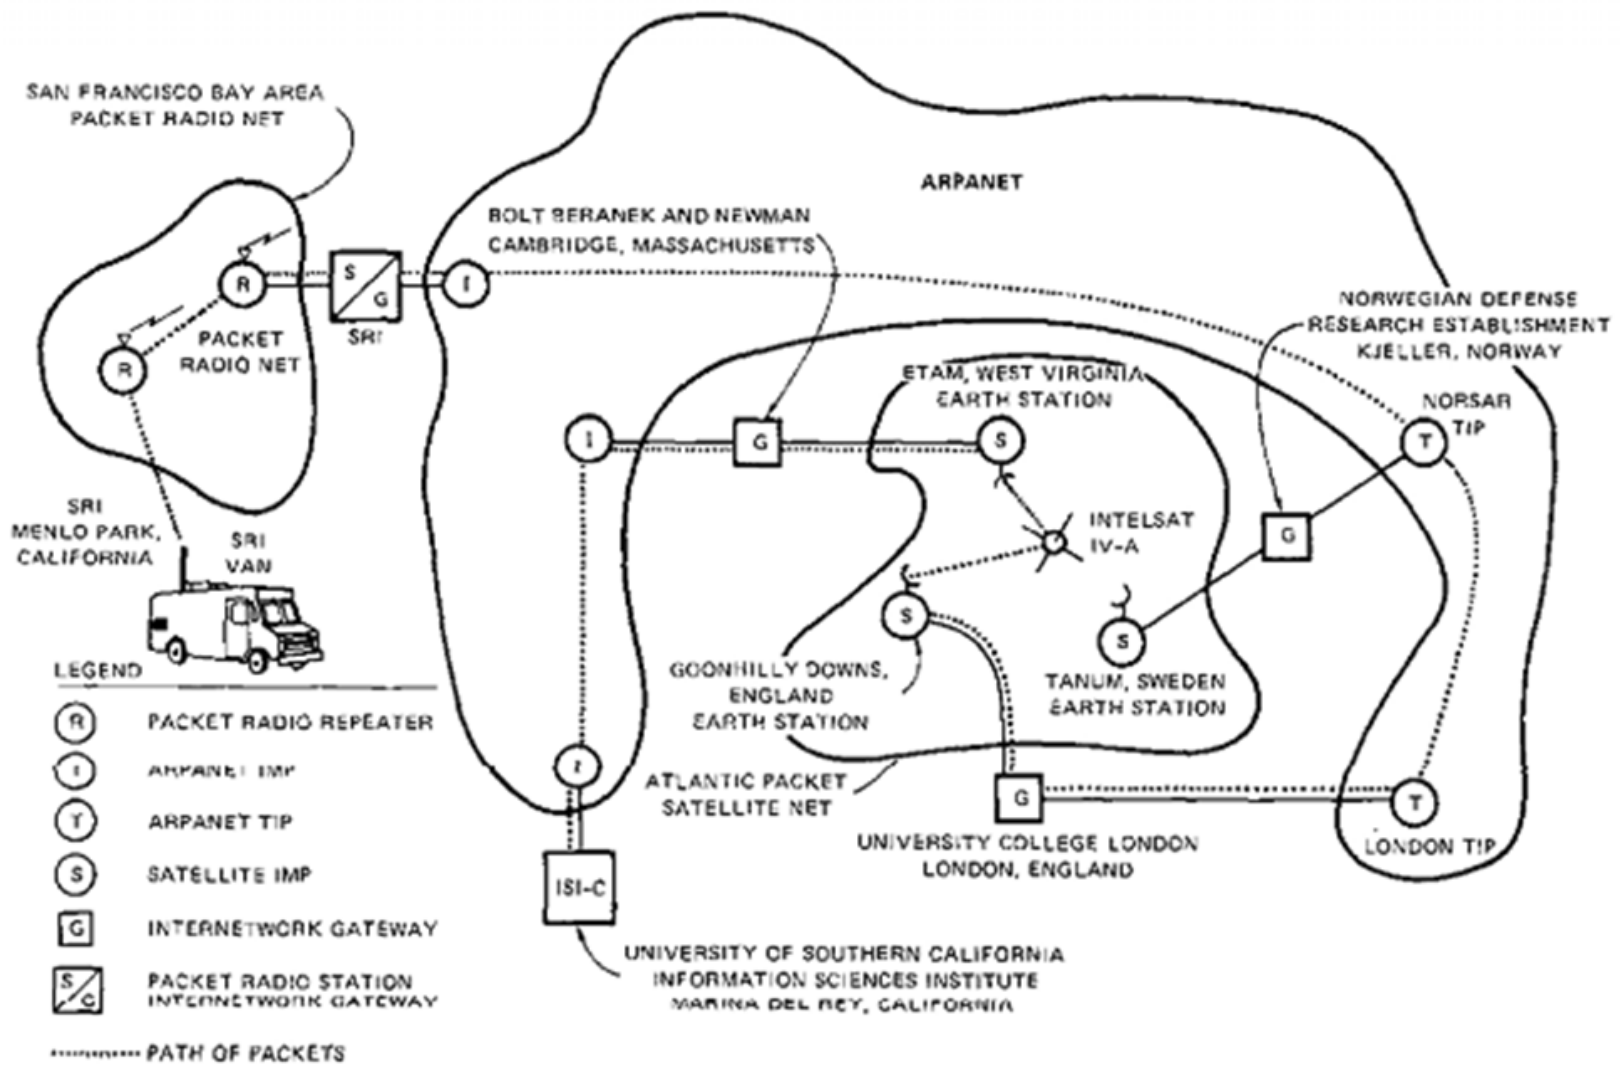 SAN FRANCISCO BAY AREA
PACKET RADIO NET
ARPANET
BOLT BERANEK AND NEWMAN
CAMBRIDGE, MASSACHUSETTS
R
S
G
I
SRI
PACKET
RADIO NET
R
NORWEGIAN DEFENSE
RESEARCH ESTABLISHMENT
KJELLER, NORWAY
ETAM, WEST VIRGINIA
EARTH STATION
NORSAR
TIP
I
G
S
T
SRI
MENLO PARK,
CALIFORNIA
SRI
VAN
INTELSAT
IV-A
G
S
S
GOONHILLY DOWNS,
ENGLAND
EARTH STATION
TANUM, SWEDEN
EARTH STATION
I
ATLANTIC PACKET
SATELLITE NET
G
T
UNIVERSITY COLLEGE LONDON
LONDON, ENGLAND
LONDON TIP
ISI-C
UNIVERSITY OF SOUTHERN CALIFORNIA
INFORMATION SCIENCES INSTITUTE
MARINA DEL REY, CALIFORNIA
LEGEND
R PACKET RADIO REPEATER
I ARPANET IMP
T ARPANET TIP
S SATELLITE IMP
G INTERNETWORK GATEWAY
S/G PACKET RADIO STATION
INTERNETWORK GATEWAY
PATH OF PACKETS